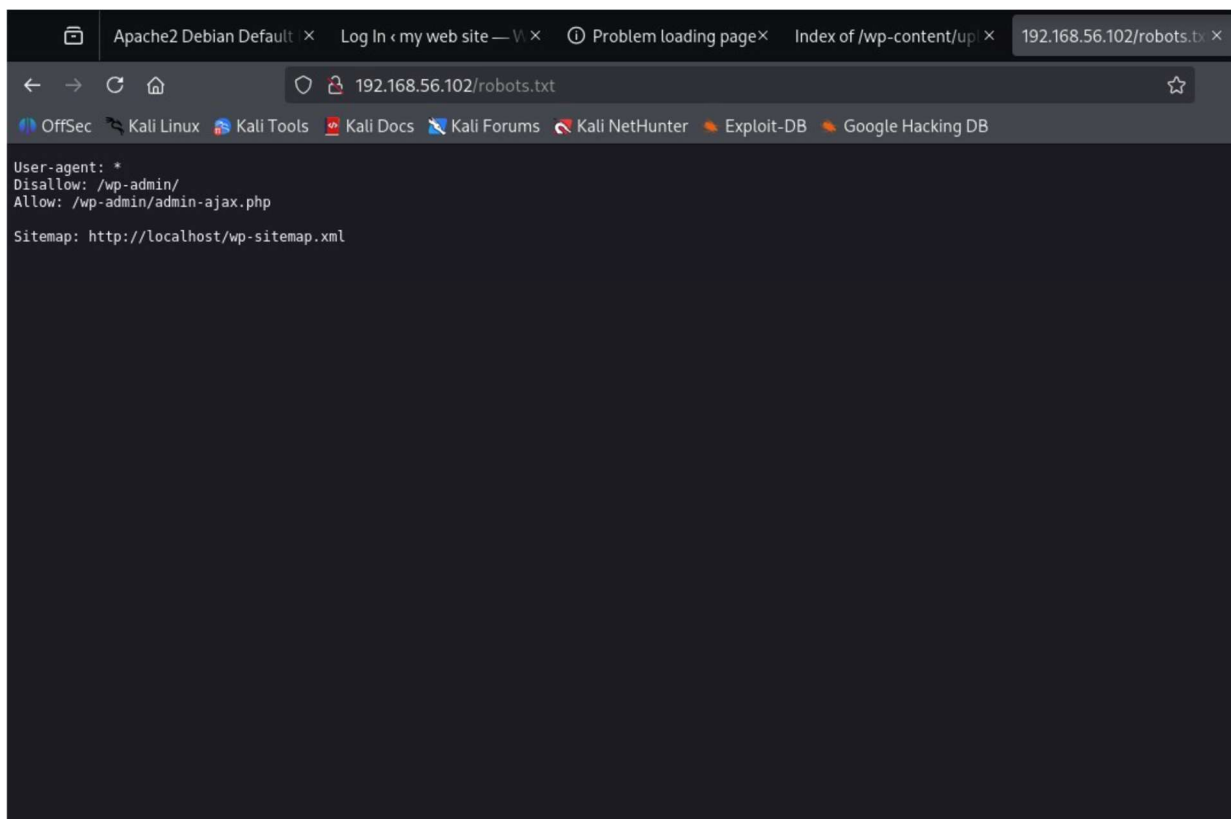 Apache2 Debian Default
Log In ‹ my web site —
Problem loading page
Index of /wp-content/upl
192.168.56.102/robots.tx
192.168.56.102/robots.txt
OffSec Kali Linux Kali Tools Kali Docs Kali Forums Kali NetHunter Exploit-DB Google Hacking DB
User-agent: *
Disallow: /wp-admin/
Allow: /wp-admin/admin-ajax.php
Sitemap: http://localhost/wp-sitemap.xml